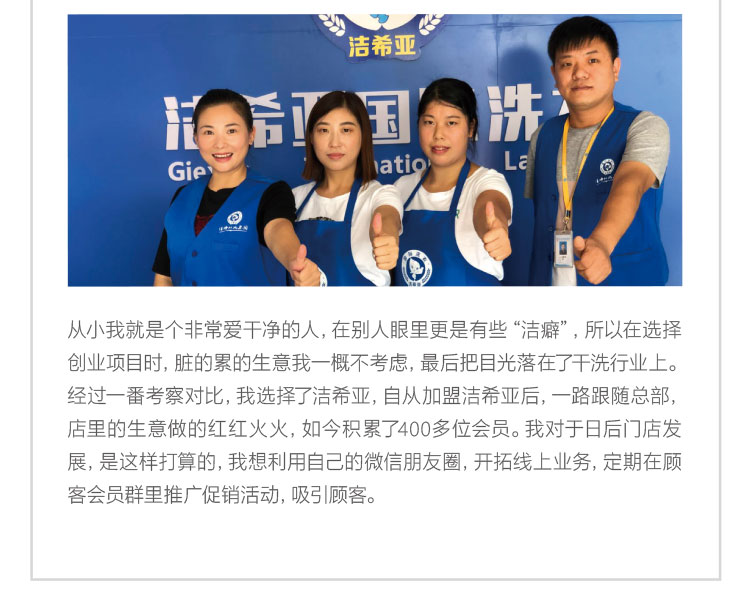 洁希亚
洁希亚国 洗
Gie national La
从小我就是个非常爱干净的人，在别人眼里更是有些“洁癖”，所以在选择
创业项目时，脏的累的生意我一概不考虑，最后把目光落在了干洗行业上。
经过一番考察对比，我选择了洁希亚，自从加盟洁希亚后，一路跟随总部，
店里的生意做的红红火火，如今积累了400多位会员。我对于日后门店发
展，是这样打算的，我想利用自己的微信朋友圈，开拓线上业务，定期在顾
客会员群里推广促销活动，吸引顾客。